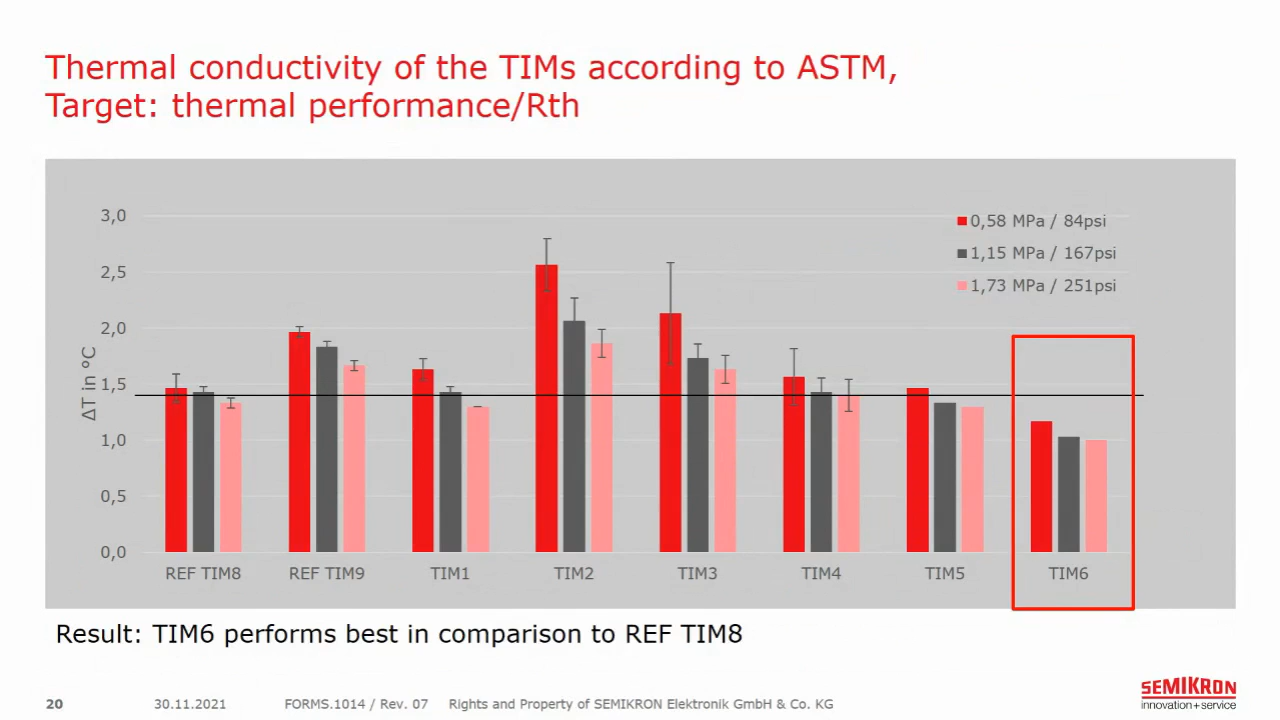 Thermal conductivity of the TIMs according to ASTM,
Target: thermal performance/Rth
3,0
2,5
2,0
1,5
1,0
0,5
0,0
ΔT in °C
0,58 MPa / 84psi
1,15 MPa / 167psi
1,73 MPa / 251psi
REF TIM8 REF TIM9 TIM1 TIM2 TIM3 TIM4 TIM5 TIM6
Result: TIM6 performs best in comparison to REF TIM8
20 30.11.2021 FORMS.1014 / Rev. 07 Rights and Property of SEMIKRON Elektronik GmbH & Co. KG
SEMIKRON
innovation+service